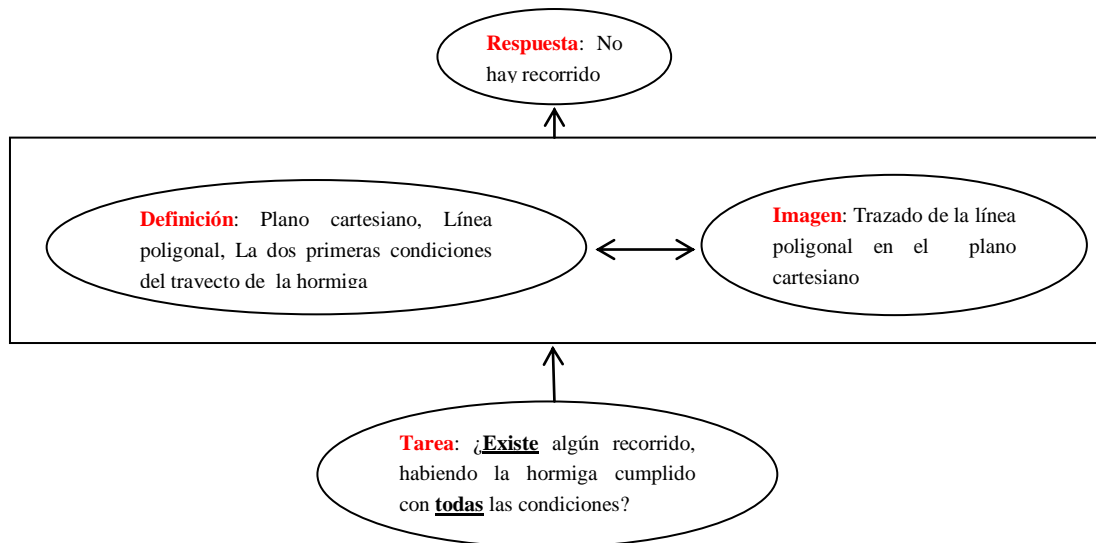 Respuesta: No
hay recorrido
Definición: Plano cartesiano, Línea
poligonal, La dos primeras condiciones
del trayecto de la hormiga
Imagen: Trazado de la línea
poligonal en el plano
cartesiano
Tarea: ¿Existe algún recorrido,
habiendo la hormiga cumplido
con todas las condiciones?